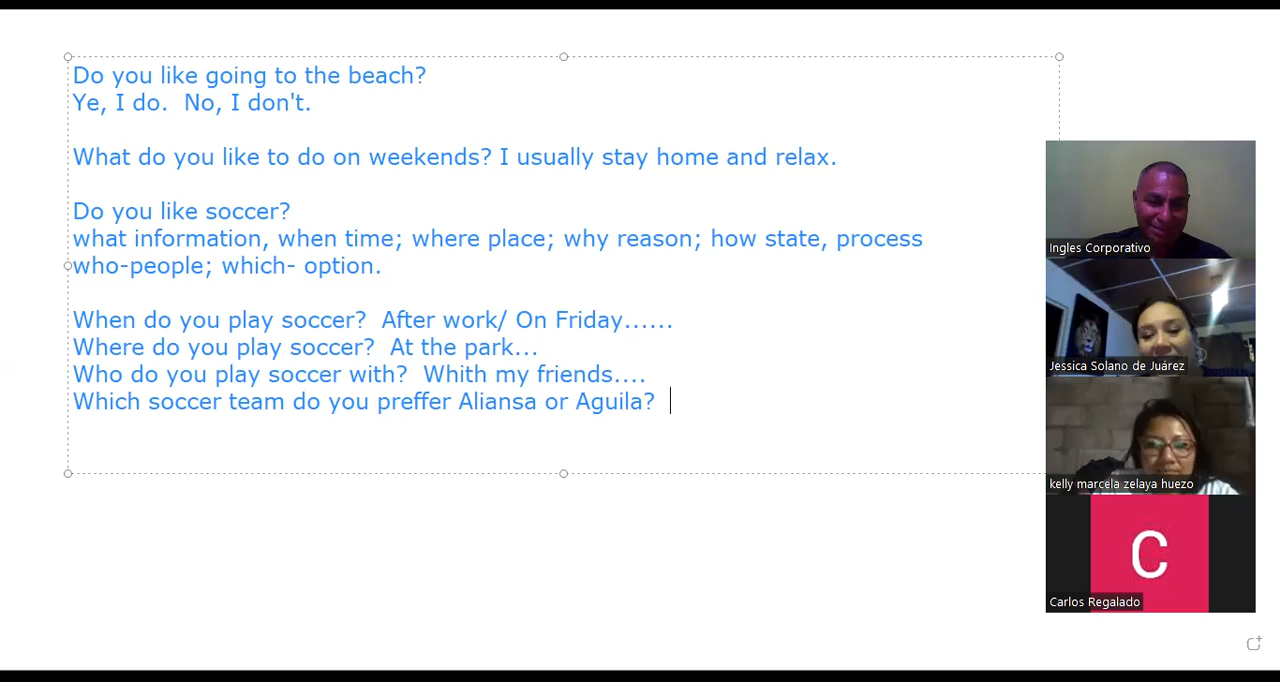 Do you like going to the beach?
Ye, I do.  No, I don't.
What do you like to do on weekends? I usually stay home and relax.
Do you like soccer?
what information, when time; where place; why reason; how state, process
who-people; which- option.
When do you play soccer?  After work/ On Friday......
Where do you play soccer?  At the park...
Who do you play soccer with?  Whith my friends....
Which soccer team do you preffer Aliansa or Aguila?
Ingles Corporativo
Jessica Solano de Juárez
kelly marcela zelaya huezo
C
Carlos Regalado